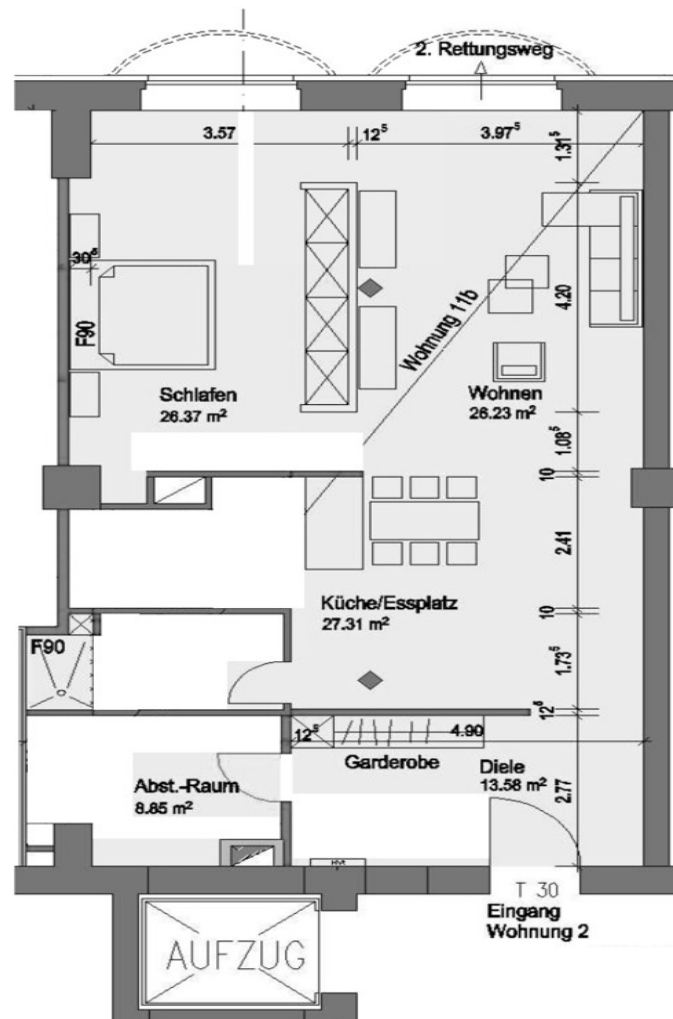 2. Rettungsweg
3.57
12⁵
3.97⁵
1.31⁵
30⁵
F90
4.20
Wohnung 11b
Schlafen
26.37 m²
Wohnen
26.23 m²
1.08⁵
10
2.41
Küche/Essplatz
27.31 m²
10
F90
1.73⁵
12⁵
12⁵
4.90
Garderobe
Diele
13.58 m²
Abst.-Raum
8.85 m²
2.77
T 30
Eingang
Wohnung 2
AUFZUG